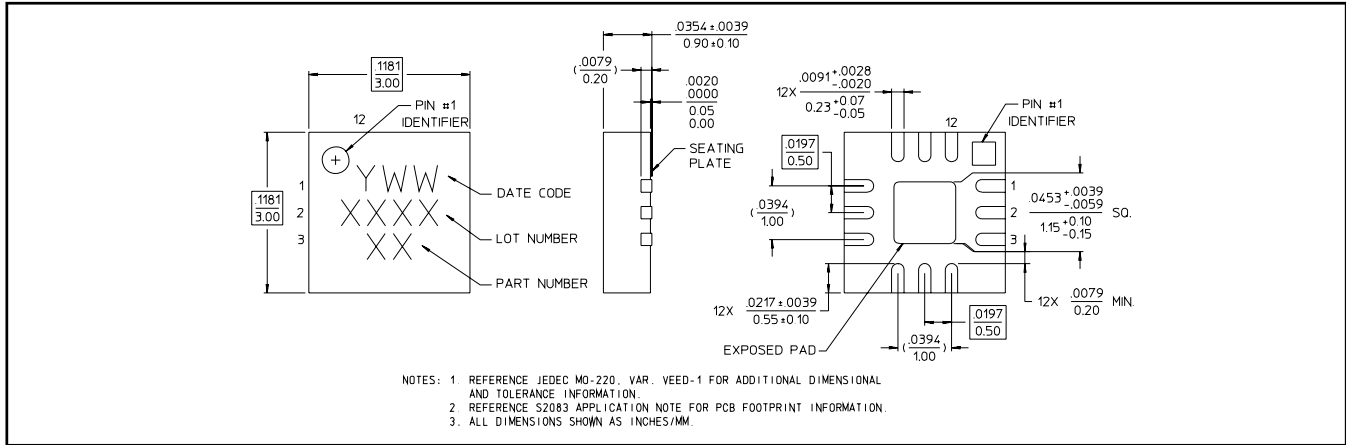 .1181
3.00
PIN #1
IDENTIFIER
12
.1181
3.00
1
2
3
YWW
XXXX
XX
DATE CODE
LOT NUMBER
PART NUMBER
.0354±.0039
0.90±0.10
(.0079
0.20)
.0020
.0000
0.05
0.00
SEATING
PLATE
12X .0091 +.0028
-.0020
0.23 +0.07
-0.05
12
PIN #1
IDENTIFIER
.0197
0.50
(.0394
1.00)
1
2
3
.0453 +.0039
-.0059
1.15 +0.10
-0.15
SQ.
12X .0217±.0039
0.55±0.10
EXPOSED PAD
(.0394
1.00)
.0197
0.50
12X .0079
0.20 MIN.
NOTES: 1. REFERENCE JEDEC MO-220, VAR. VEED-1 FOR ADDITIONAL DIMENSIONAL
AND TOLERANCE INFORMATION.
2. REFERENCE S2083 APPLICATION NOTE FOR PCB FOOTPRINT INFORMATION.
3. ALL DIMENSIONS SHOWN AS INCHES/MM.